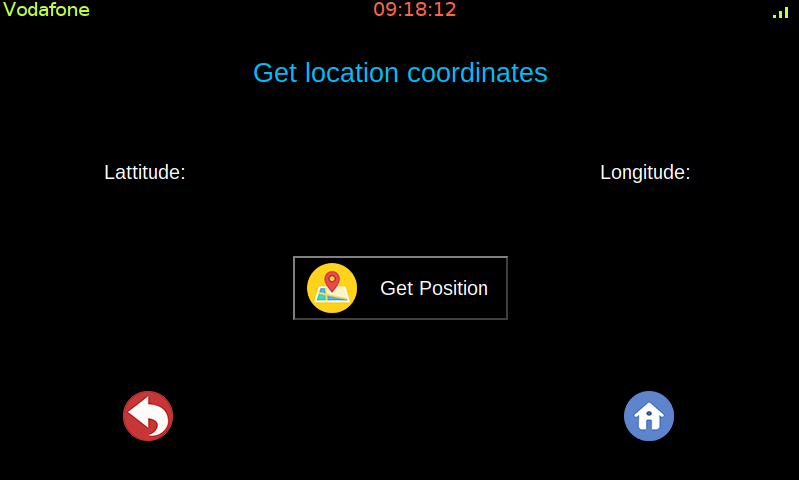 Vodafone
09:18:12
Get location coordinates
Lattitude:
Longitude:
Get Position